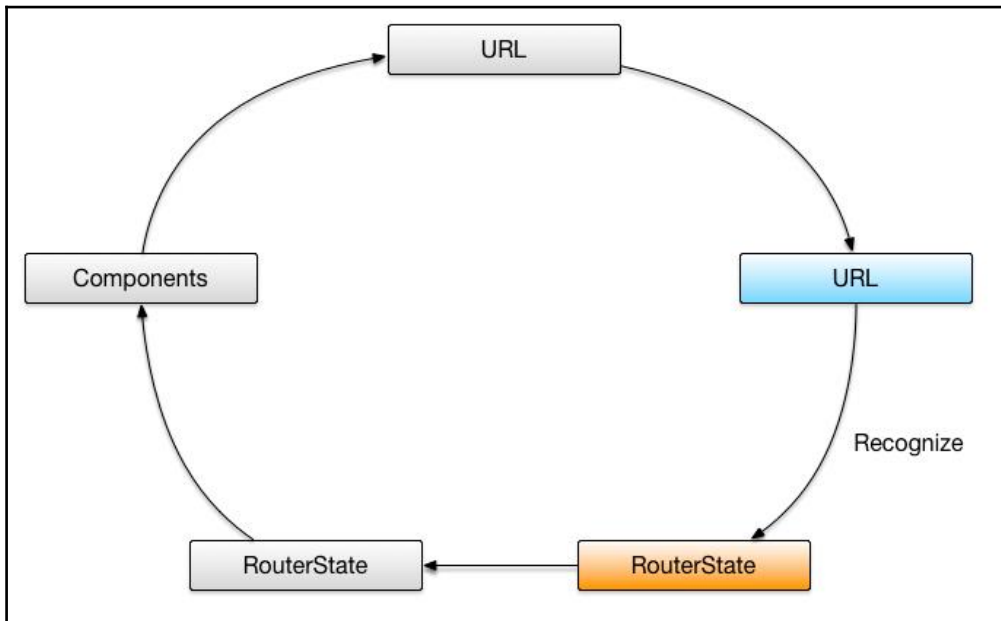 URL
Components
URL
Recognize
RouterState
RouterState